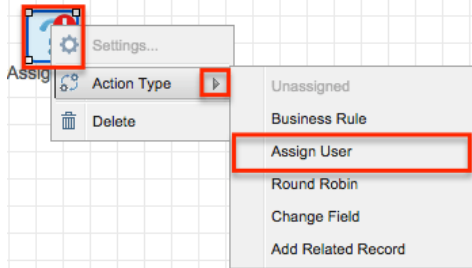 Settings...
Assig
Action Type
Delete
Unassigned
Business Rule
Assign User
Round Robin
Change Field
Add Related Record